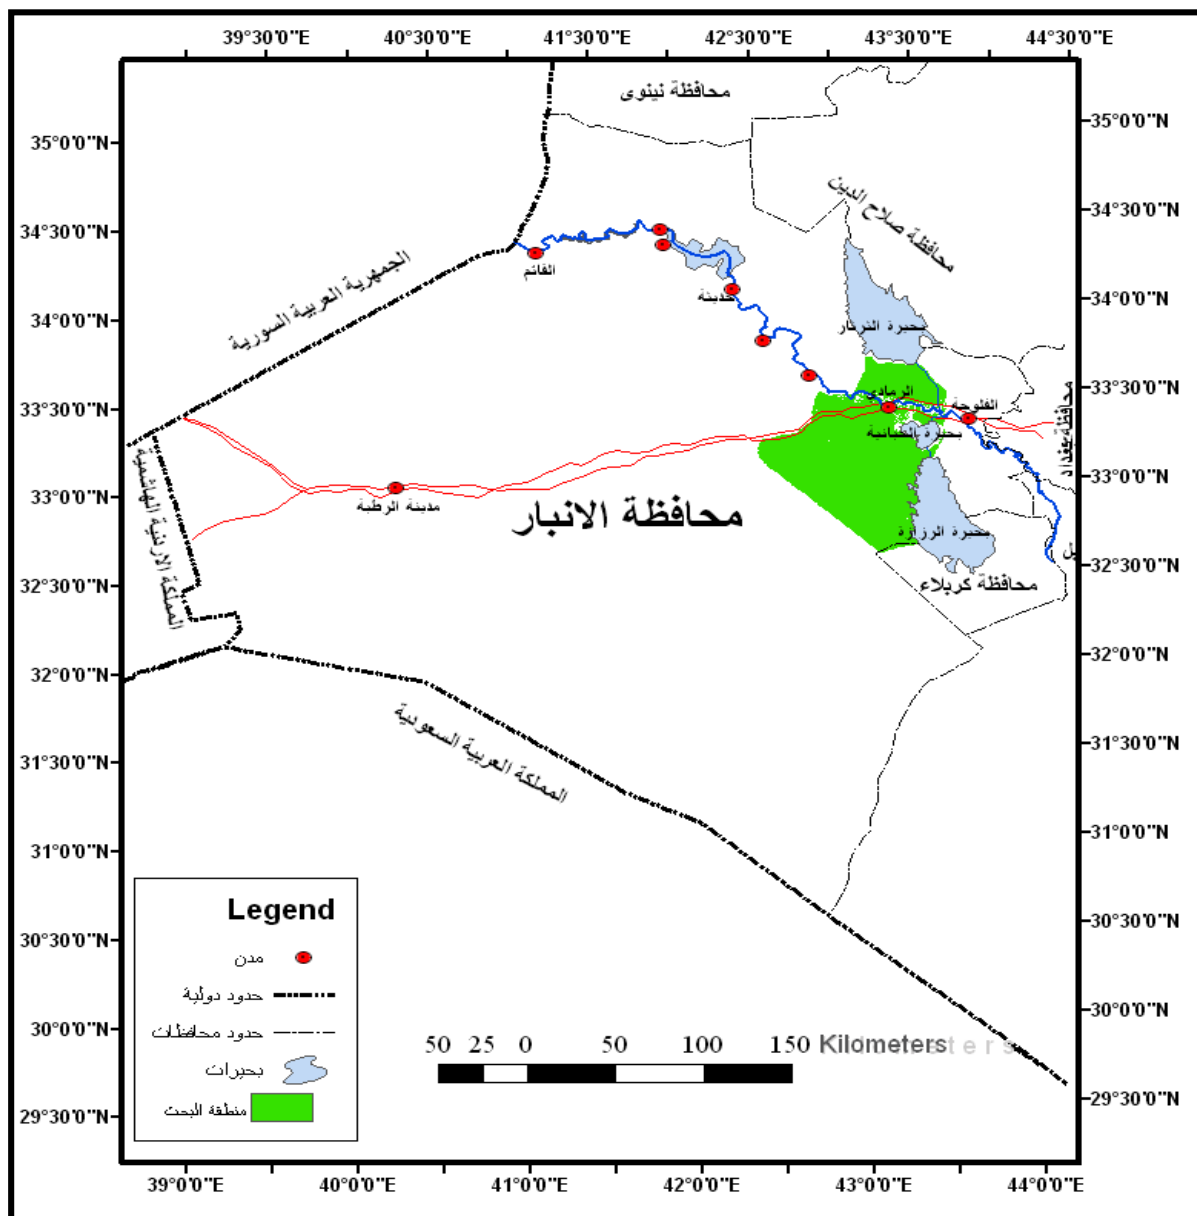 39°30'0"E 40°30'0"E 41°30'0"E 42°30'0"E 43°30'0"E 44°30'0"E
محافظة نينوى
35°0'0"N
35°0'0"N
محافظة صلاح الدين
34°30'0"N
34°30'0"N
القائم
الجمهرية العربية السورية
حديثة
34°0'0"N
34°0'0"N
بحيرة الثرثار
33°30'0"N
33°30'0"N
الرمادي
الفلوجة
بحيرة الحبانية
محافظة بغداد
33°0'0"N
33°0'0"N
مدينة الرطبة
محافظة الانبار
بحيرة الرزازة
المملكة الاردنية الهاشمية
32°30'0"N
32°30'0"N
محافظة كربلاء
32°0'0"N
32°0'0"N
المملكة العربية السعودية
31°30'0"N
31°30'0"N
31°0'0"N
31°0'0"N
30°30'0"N
30°30'0"N
30°0'0"N
30°0'0"N
29°30'0"N
29°30'0"N
Legend
مدن
حدود دولية
حدود محافظات
بحيرات
منطقة البحث
50 25 0 50 100 150 Kilometers
39°0'0"E 40°0'0"E 41°0'0"E 42°0'0"E 43°0'0"E 44°0'0"E